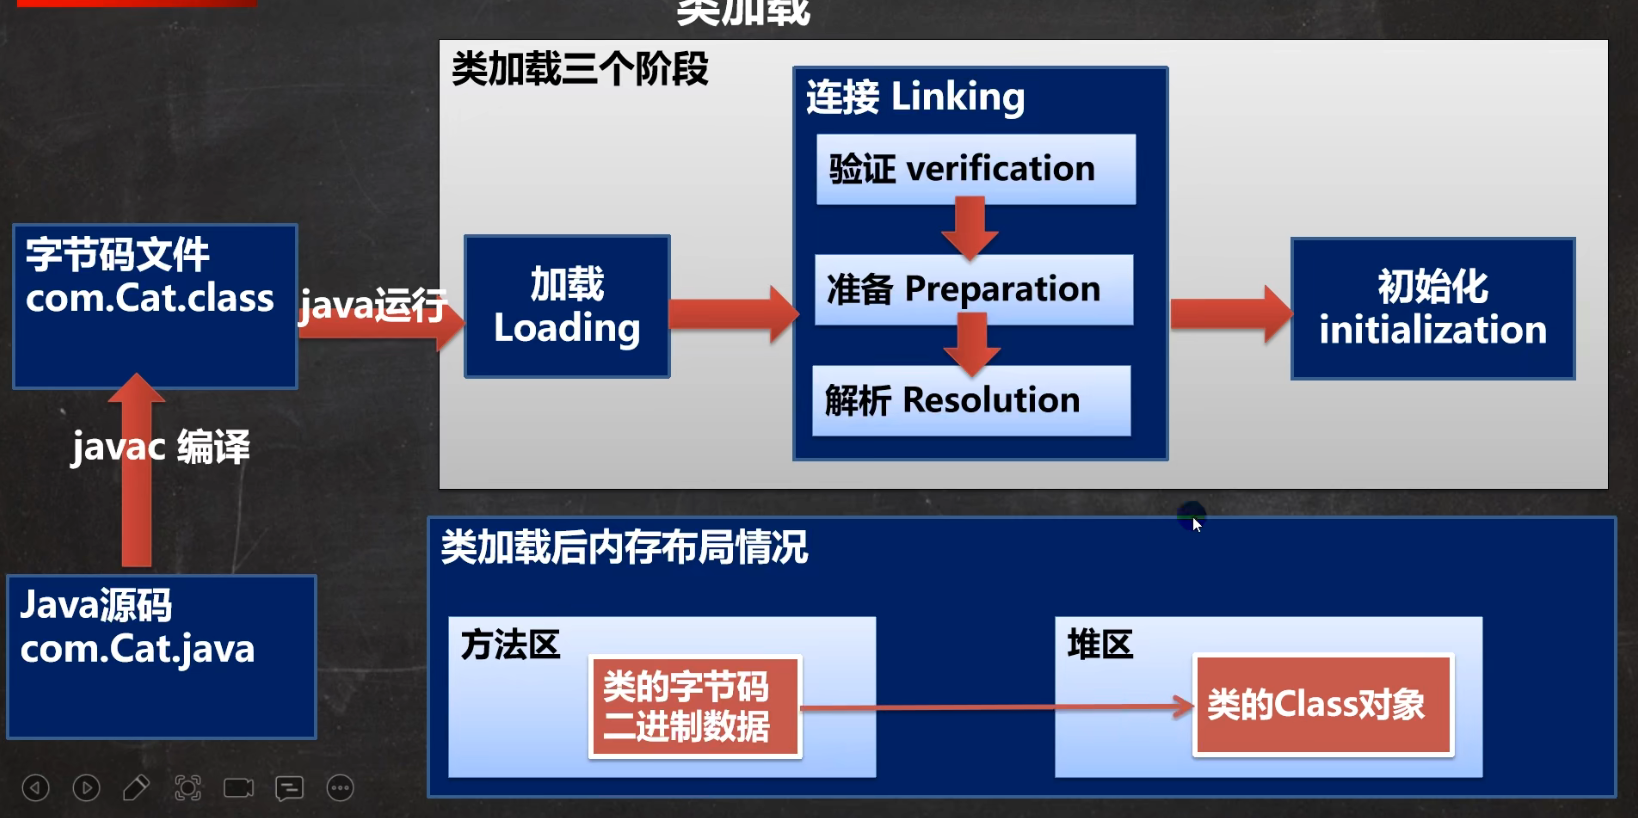 类加载
类加载三个阶段
连接 Linking
验证 verification
准备 Preparation
解析 Resolution
加载
Loading
初始化
initialization
字节码文件
com.Cat.class
java运行
javac 编译
Java源码
com.Cat.java
类加载后内存布局情况
方法区
类的字节码
二进制数据
堆区
类的Class对象